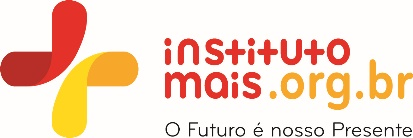 instituto
mais.org.br
O Futuro é nosso Presente